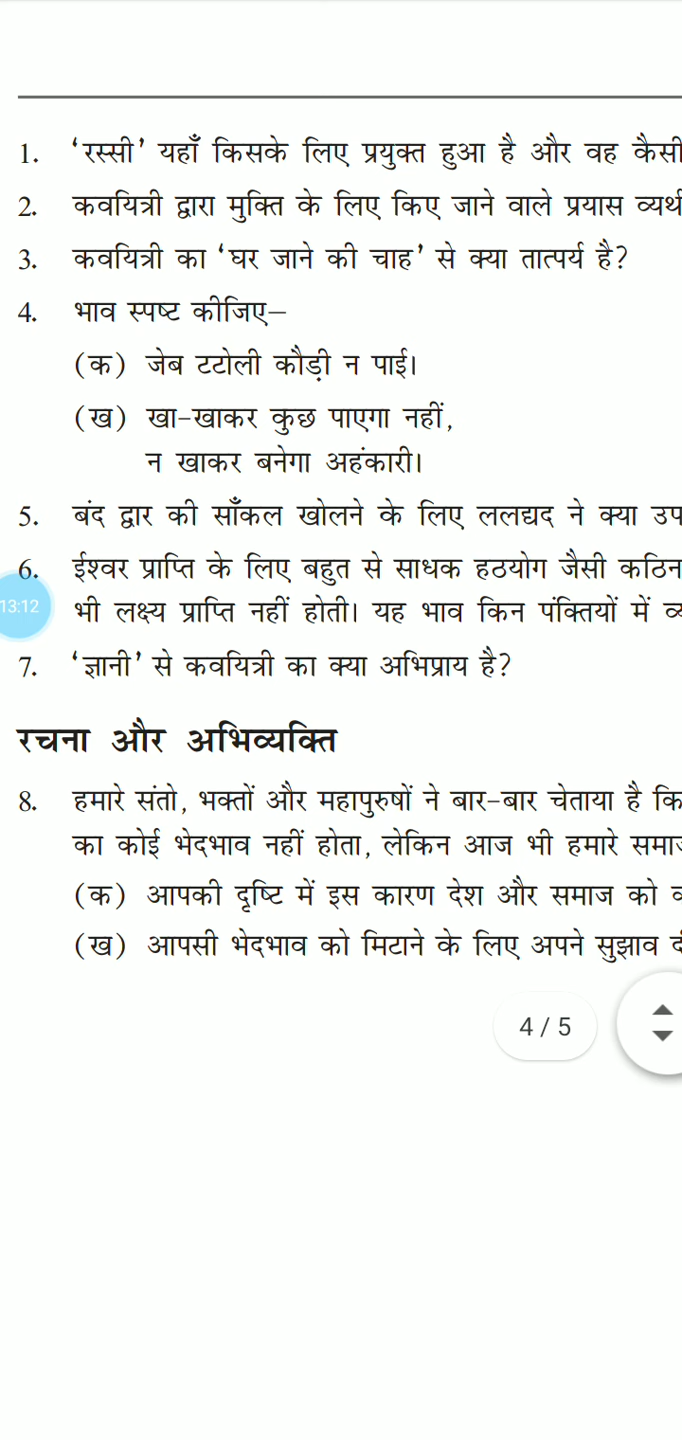 1. 'रस्सी' यहाँ किसके लिए प्रयुक्त हुआ है और वह कैसी
2. कवयित्री द्वारा मुक्ति के लिए किए जाने वाले प्रयास व्यर्थ
3. कवयित्री का 'घर जाने की चाह' से क्या तात्पर्य है?
4. भाव स्पष्ट कीजिए–
(क) जेब टटोली कौड़ी न पाई।
(ख) खा-खाकर कुछ पाएगा नहीं,
न खाकर बनेगा अहंकारी।
5. बंद द्वार की साँकल खोलने के लिए ललद्यद ने क्या उप
6. ईश्वर प्राप्ति के लिए बहुत से साधक हठयोग जैसी कठिन
13:12
भी लक्ष्य प्राप्ति नहीं होती। यह भाव किन पंक्तियों में
7. 'ज्ञानी' से कवयित्री का क्या अभिप्राय है?
रचना और अभिव्यक्ति
8. हमारे संतो, भक्तों और महापुरुषों ने बार-बार चेताया है कि
का कोई भेदभाव नहीं होता, लेकिन आज भी हमारे
(क) आपकी दृष्टि में इस कारण देश और समाज को
(ख) आपसी भेदभाव को मिटाने के लिए अपने सुझाव
4 / 5